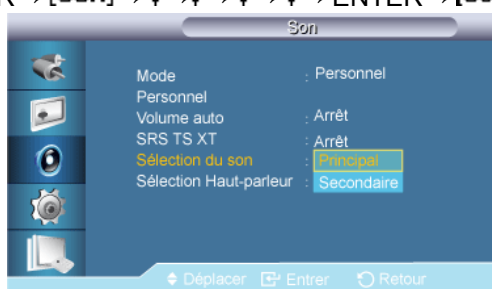 → ENTER →
Son
Mode : Personnel
Personnel
Volume auto : Arrêt
SRS TS XT : Arrêt
Sélection du son : Principal
Sélection Haut-parleur : Secondaire
Déplacer Entrer Retour